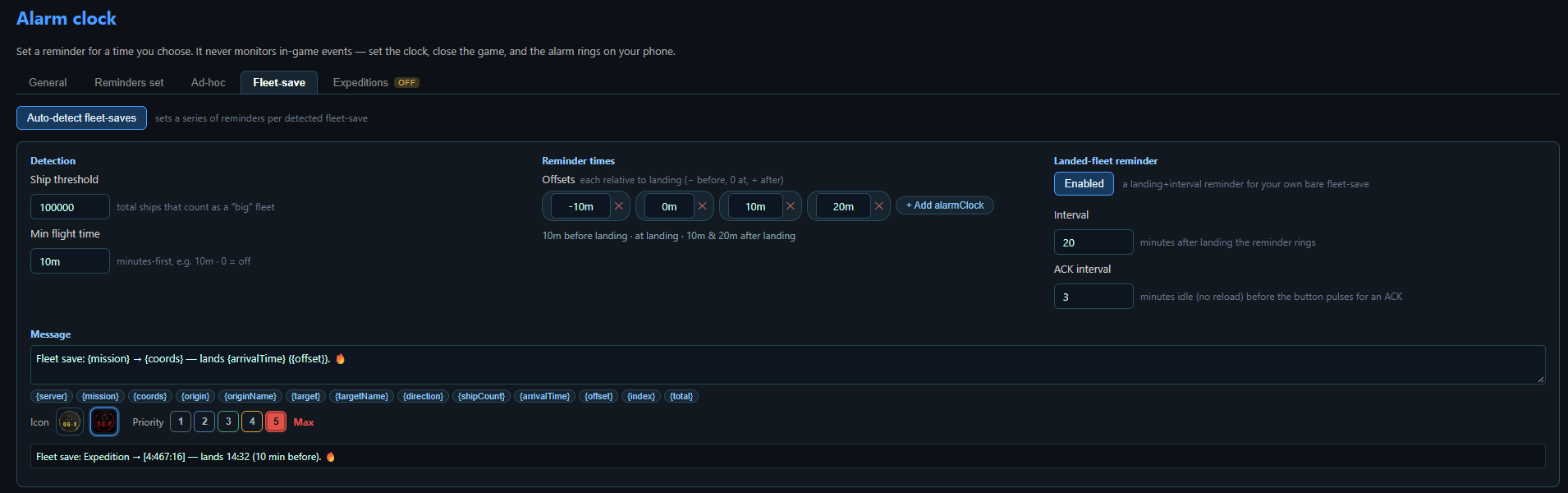 Alarm clock
Set a reminder for a time you choose. It never monitors in-game events — set the clock, close the game, and the alarm rings on your phone.
General Reminders set Ad-hoc Fleet-save Expeditions OFF
Auto-detect fleet-saves sets a series of reminders per detected fleet-save
Detection
Ship threshold
100000 total ships that count as a "big" fleet
Min flight time
10m minutes-first, e.g. 10m · 0 = off
Reminder times
Offsets each relative to landing (− before, 0 at, + after)
-10m × 0m × 10m × 20m × + Add alarmClock
10m before landing · at landing · 10m & 20m after landing
Landed-fleet reminder
Enabled a landing+interval reminder for your own bare fleet-save
Interval
20 minutes after landing the reminder rings
ACK interval
3 minutes idle (no reload) before the button pulses for an ACK
Message
Fleet save: {mission} → {coords} — lands {arrivalTime} ({offset}). 🔥
{server} {mission} {coords} {origin} {originName} {target} {targetName} {direction} {shipCount} {arrivalTime} {offset} {index} {total}
Icon Priority 1 2 3 4 5 Max
Fleet save: Expedition → [4:467:16] — lands 14:32 (10 min before). 🔥